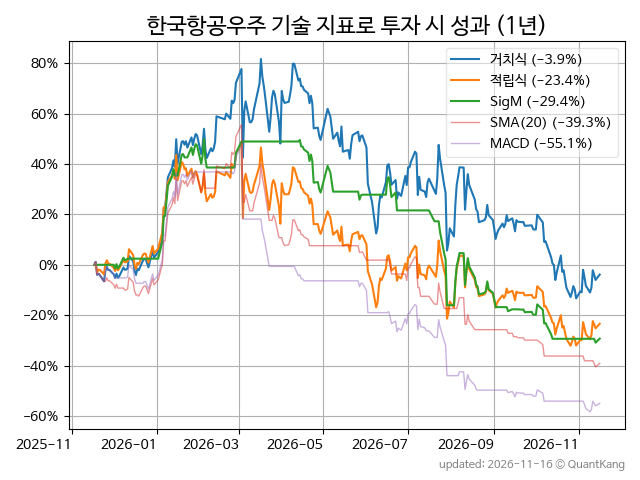 한국항공우주 기술 지표로 투자 시 성과 (1년)
거치식 (−3.9%)
적립식 (−23.4%)
SigM (−29.4%)
SMA(20) (−39.3%)
MACD (−55.1%)
80%
60%
40%
20%
0%
−20%
−40%
−60%
2025-11 2026-01 2026-03 2026-05 2026-07 2026-09 2026-11
updated: 2026-11-16 © QuantKang